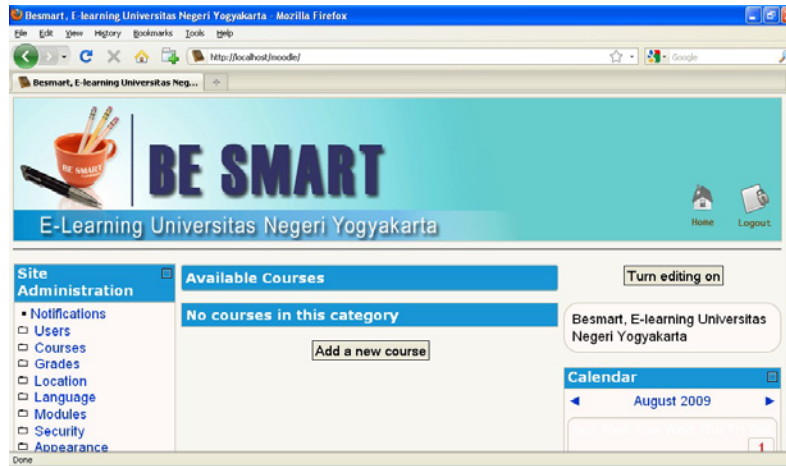 Besmart, E-learning Universitas Negeri Yogyakarta - Mozilla Firefox
File Edit View History Bookmarks Tools Help
http://localhost/moodle/
Google
Besmart, E-learning Universitas Neg...
BE SMART
BE SMART
E-Learning Universitas Negeri Yogyakarta
Home
Logout
Site
Administration
Notifications
Users
Courses
Grades
Location
Language
Modules
Security
Appearance
Available Courses
No courses in this category
Add a new course
Turn editing on
Besmart, E-learning Universitas
Negeri Yogyakarta
Calendar
◄ August 2009 ►
1
Done